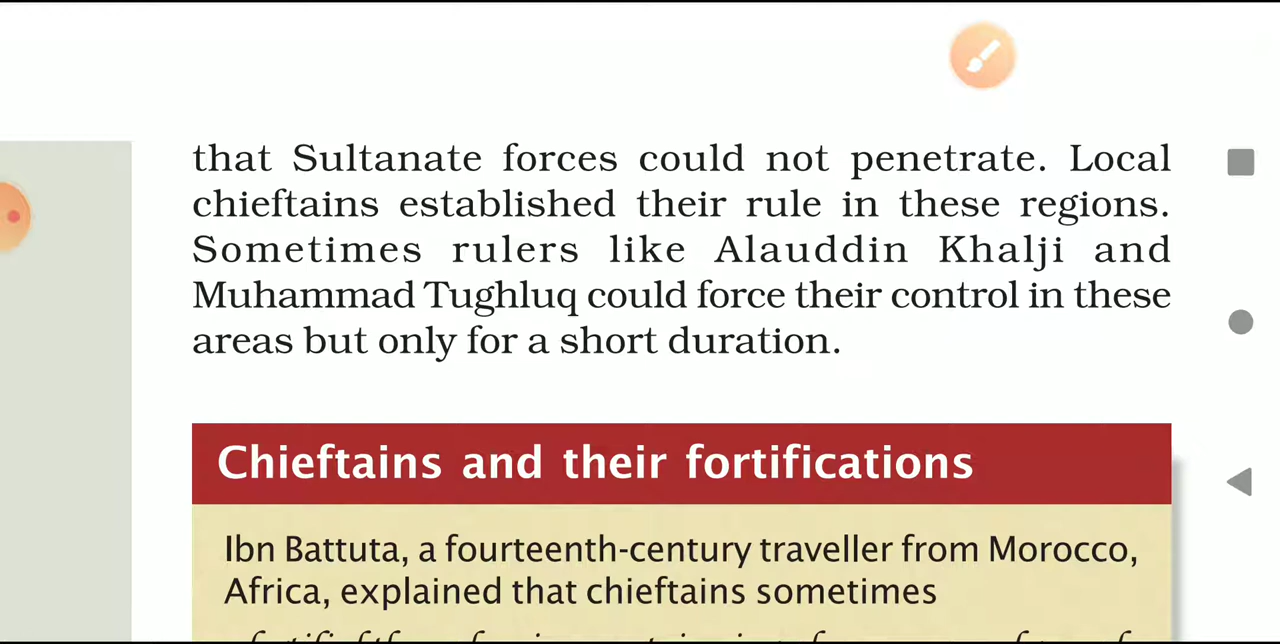 that Sultanate forces could not penetrate. Local
chieftains established their rule in these regions.
Sometimes rulers like Alauddin Khalji and
Muhammad Tughluq could force their control in these
areas but only for a short duration.
Chieftains and their fortifications
Ibn Battuta, a fourteenth-century traveller from Morocco,
Africa, explained that chieftains sometimes